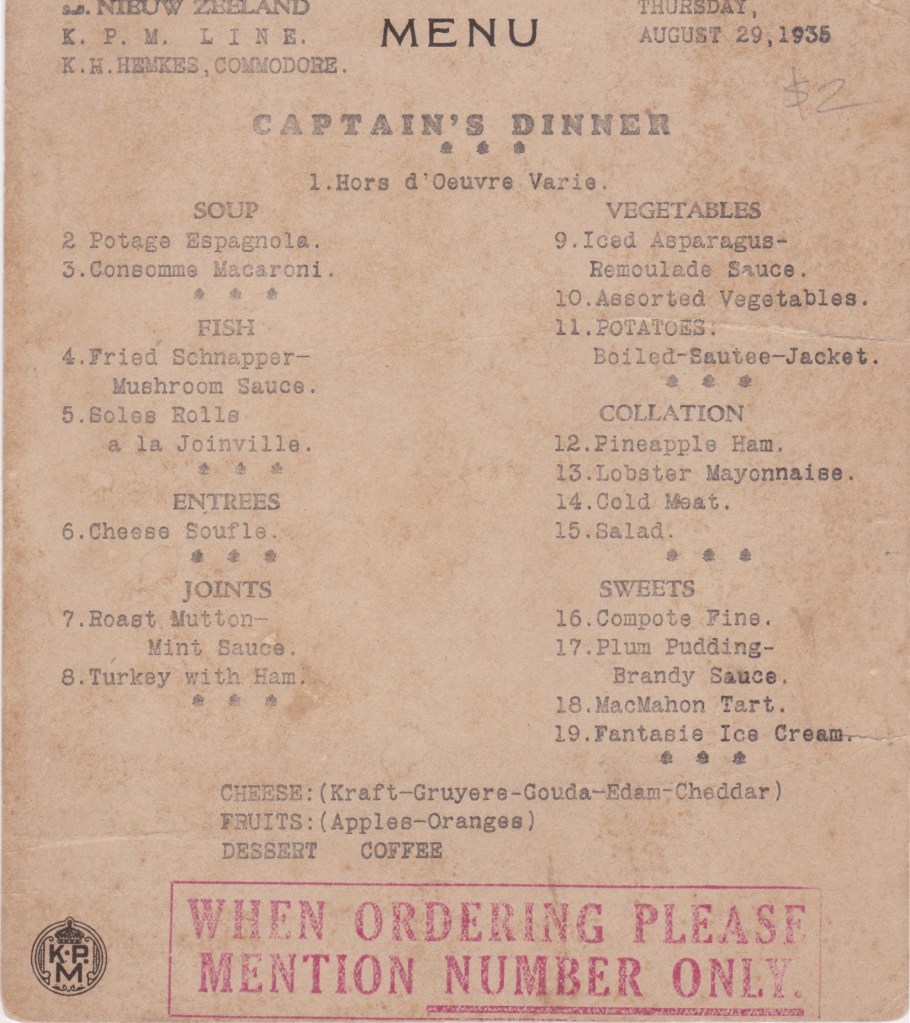 s.s. NIEUW ZEELAND
K. P. M. L I N E.
K.H.HEMKES, COMMODORE.
MENU
THURSDAY,
AUGUST 29, 1935
$2
CAPTAIN'S DINNER
1.Hors d'Oeuvre Varie.
SOUP
2 Potage Espagnola.
3.Consomme Macaroni.
FISH
4.Fried Schnapper-
Mushroom Sauce.
5.Soles Rolls
a la Joinville.
ENTREES
6.Cheese Soufle.
JOINTS
7.Roast Mutton-
Mint Sauce.
8.Turkey with Ham.
VEGETABLES
9.Iced Asparagus-
Remoulade Sauce.
10.Assorted Vegetables.
11.POTATOES:
Boiled-Sautee-Jacket.
COLLATION
12.Pineapple Ham.
13.Lobster Mayonnaise.
14.Cold Meat.
15.Salad.
SWEETS
16.Compote Fine.
17.Plum Pudding-
Brandy Sauce.
18.MacMahon Tart.
19.Fantasie Ice Cream.
CHEESE:(Kraft-Gruyere-Gouda-Edam-Cheddar)
FRUITS:(Apples-Oranges)
DESSERT COFFEE
WHEN ORDERING PLEASE
MENTION NUMBER ONLY.
K.P.
M